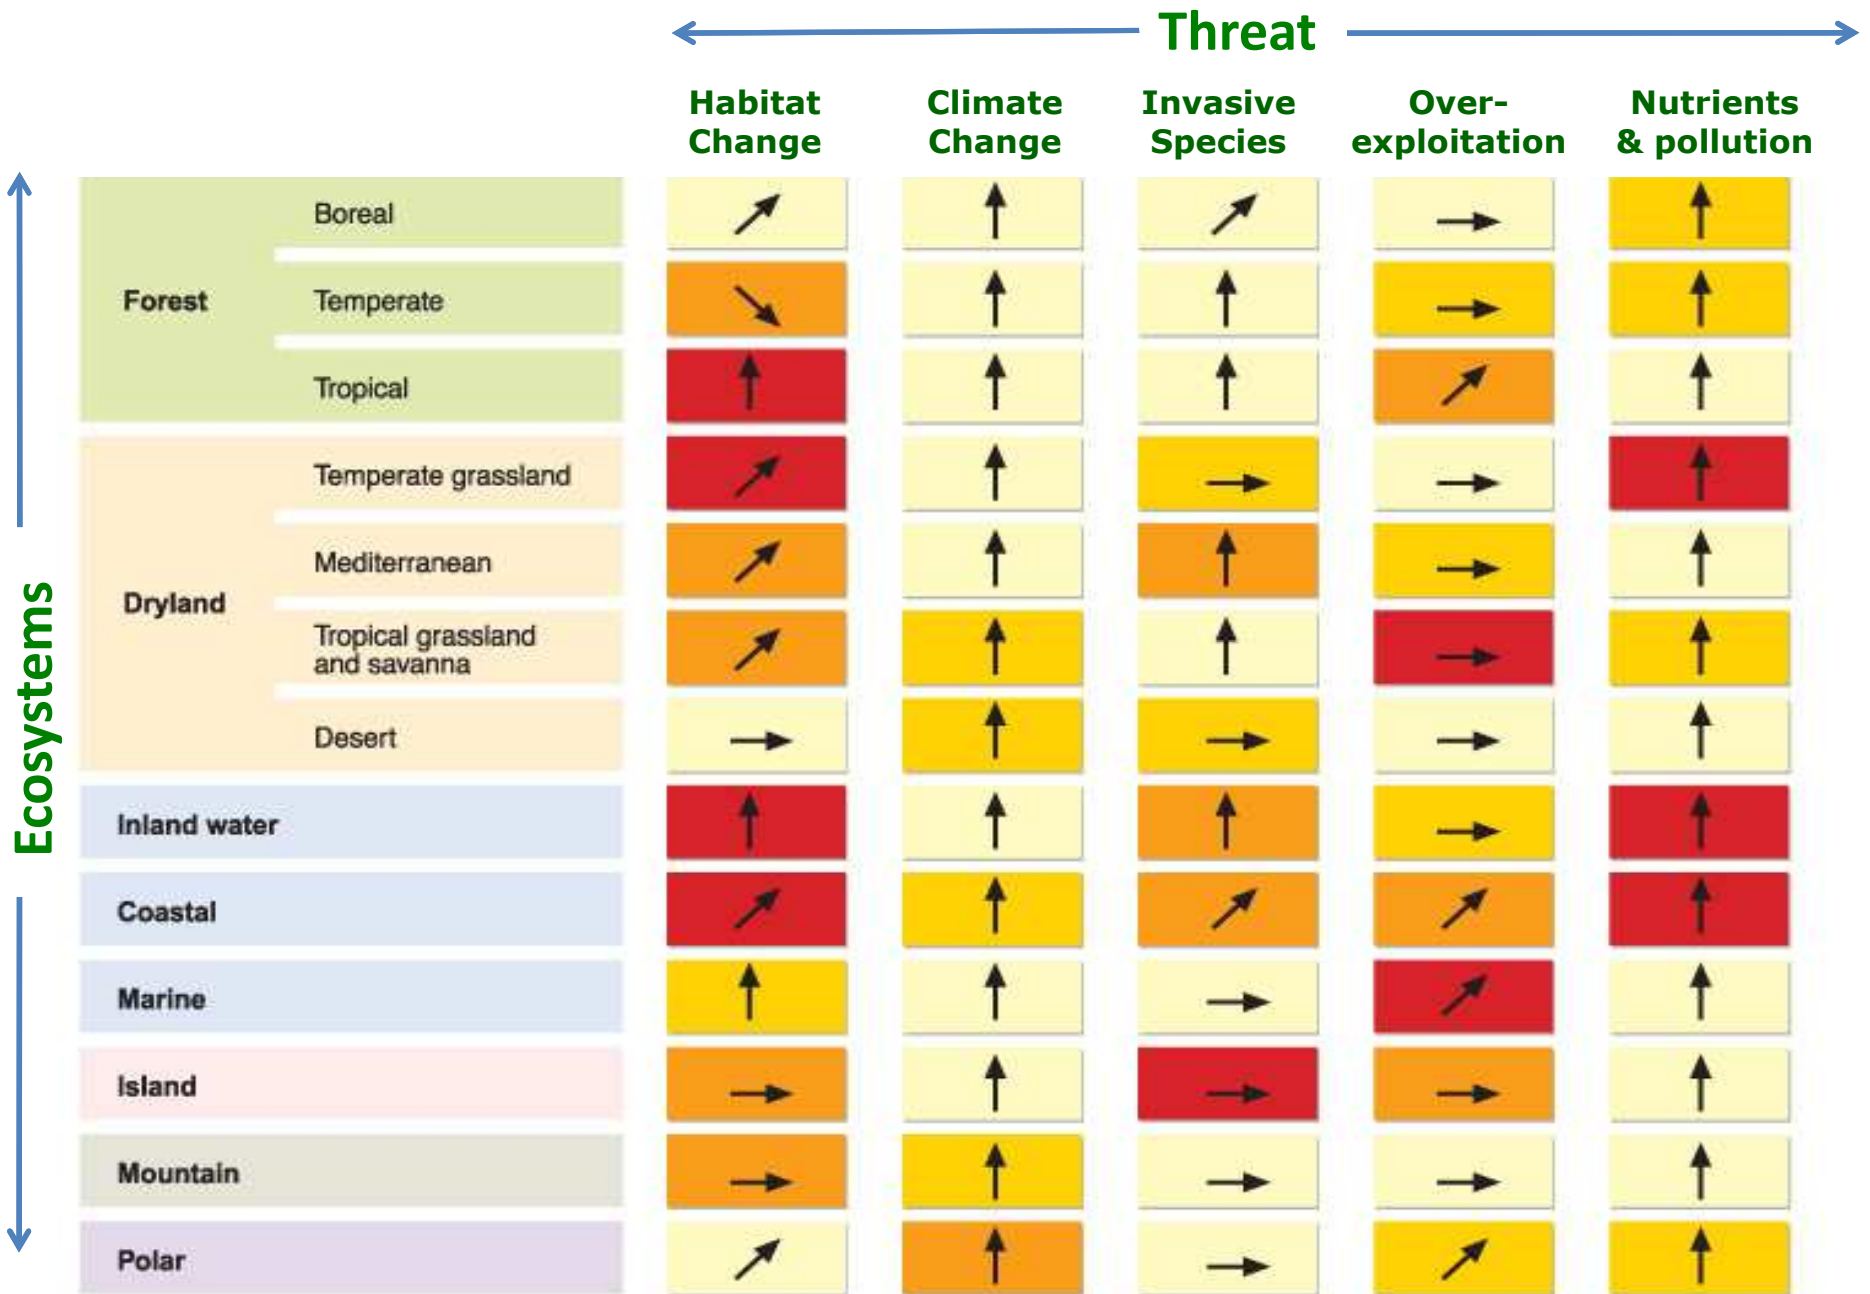 Threat
Habitat
Change
Climate
Change
Invasive
Species
Over-
exploitation
Nutrients
& pollution
Ecosystems
Forest
Boreal
Temperate
Tropical
Dryland
Temperate grassland
Mediterranean
Tropical grassland
and savanna
Desert
Inland water
Coastal
Marine
Island
Mountain
Polar